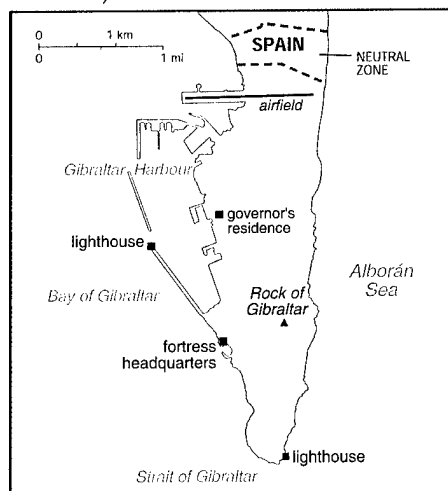 0 1 km
0 1 mi
SPAIN
NEUTRAL
ZONE
airfield
Gibraltar Harbour
governor's
residence
lighthouse
Alborán
Sea
Bay of Gibraltar
Rock of
Gibraltar
fortress
headquarters
lighthouse
Strait of Gibraltar